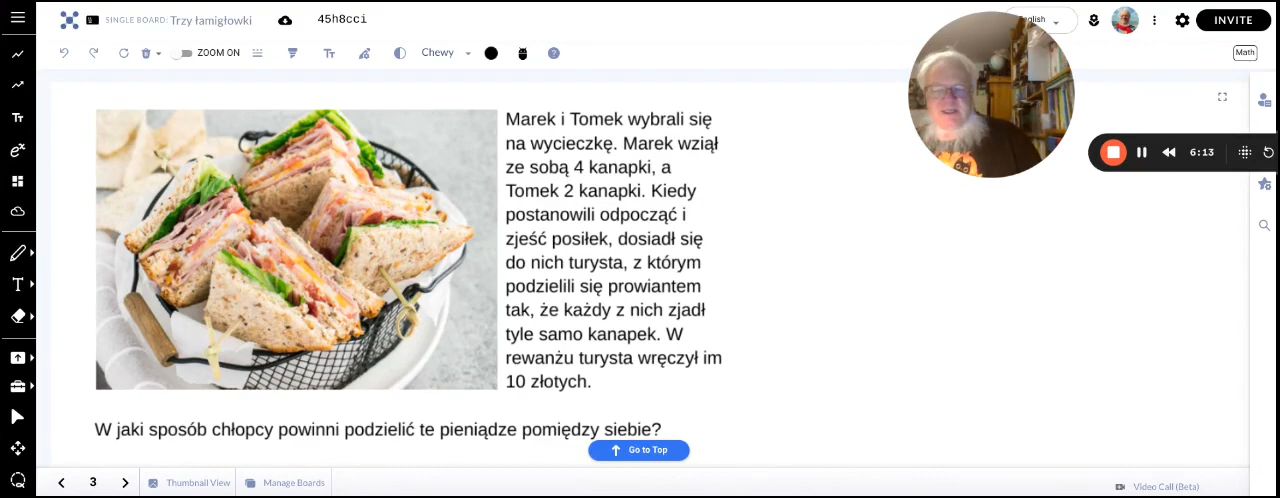 SINGLE BOARD: Trzy łamigłowki
45h8cci
English
INVITE
ZOOM ON
Tт
Chewy
Math
6:13
Marek i Tomek wybrali się
na wycieczkę. Marek wziął
ze sobą 4 kanapki, a
Tomek 2 kanapki. Kiedy
postanowili odpocząć i
zjeść posiłek, dosiadł się
do nich turysta, z którym
podzielili się prowiantem
tak, że każdy z nich zjadł
tyle samo kanapek. W
rewanżu turysta wręczył im
10 złotych.
W jaki sposób chłopcy powinni podzielić te pieniądze pomiędzy siebie?
Go to Top
3
Thumbnail View
Manage Boards
Video Call (Beta)